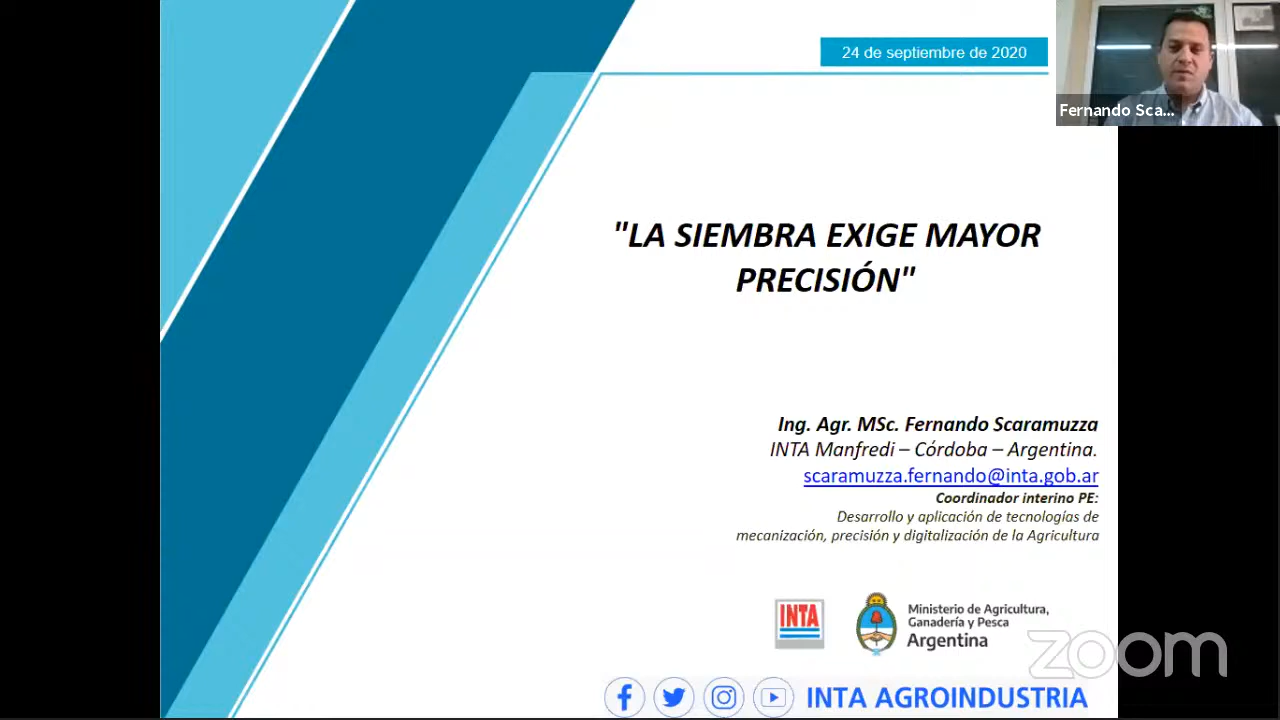 24 de septiembre de 2020
Fernando Sca...
"LA SIEMBRA EXIGE MAYOR
PRECISIÓN"
Ing. Agr. MSc. Fernando Scaramuzza
INTA Manfredi – Córdoba – Argentina.
scaramuzza.fernando@inta.gob.ar
Coordinador interino PE:
Desarrollo y aplicación de tecnologías de
mecanización, precisión y digitalización de la Agricultura
INTA
Ministerio de Agricultura,
Ganadería y Pesca
Argentina
zoom
INTA AGROINDUSTRIA